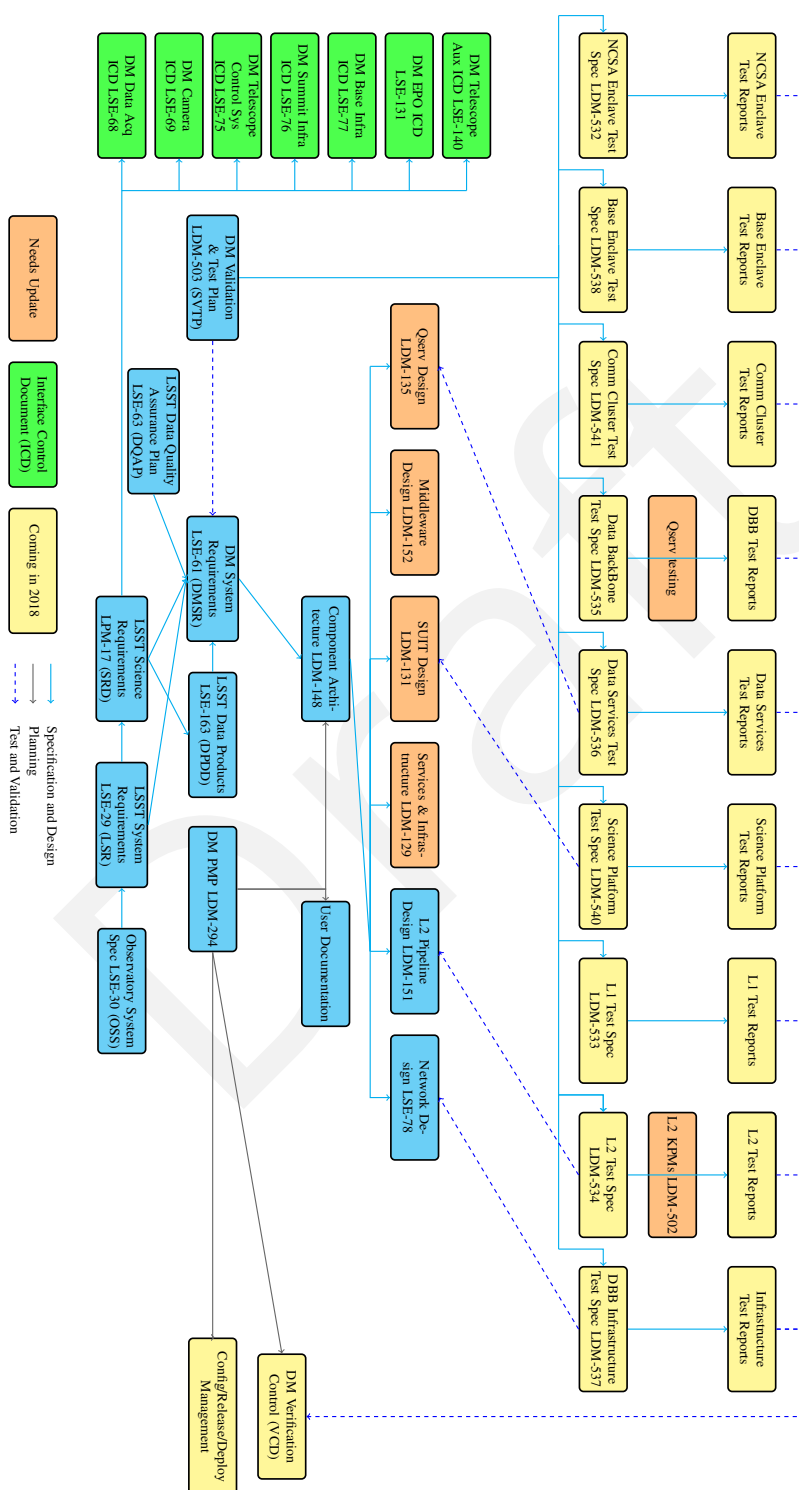 NCSA Enclave
Test Reports
Base Enclave
Test Reports
Comm Cluster
Test Reports
DBB Test Reports
Data Services
Test Reports
Science Platform
Test Reports
L1 Test Reports
L2 Test Reports
Infrastructure
Test Reports
Qserv testing
L2 KPMs LDM-502
NCSA Enclave Test
Spec LDM-532
Base Enclave Test
Spec LDM-538
Comm Cluster Test
Spec LDM-541
Data BackBone
Test Spec LDM-535
Data Services Test
Spec LDM-536
Science Platform
Test Spec LDM-540
L1 Test Spec
LDM-533
L2 Test Spec
LDM-534
DBB Infrastructure
Test Spec LDM-537
DM Telescope
Aux ICD LSE-140
DM EPO ICD
LSE-131
DM Base Infra
ICD LSE-77
DM Summit Infra
ICD LSE-76
DM Telescope
Control Sys
ICD LSE-75
DM Camera
ICD LSE-69
DM Data Acq
ICD LSE-68
Qserv Design
LDM-135
Middleware
Design LDM-152
SUIT Design
LDM-131
Services & Infras-
tructure LDM-129
L2 Pipeline
Design LDM-151
Network De-
sign LSE-78
Component Archi-
tecture LDM-148
User Documentation
DM Verification
Control (VCD)
DM Validation
& Test Plan
LDM-503 (SVTP)
DM System
Requirements
LSE-61 (DMSR)
LSST Data Products
LSE-163 (DPDD)
DM PMP LDM-294
Config/Release/Deploy
Management
LSST Data Quality
Assurance Plan
LSE-63 (DQAP)
LSST Science
Requirements
LPM-17 (SRD)
LSST System
Requirements
LSE-29 (LSR)
Observatory System
Spec LSE-30 (OSS)
Needs Update
Interface Control
Document (ICD)
Coming in 2018
Specification and Design
Planning
Test and Validation
Draft